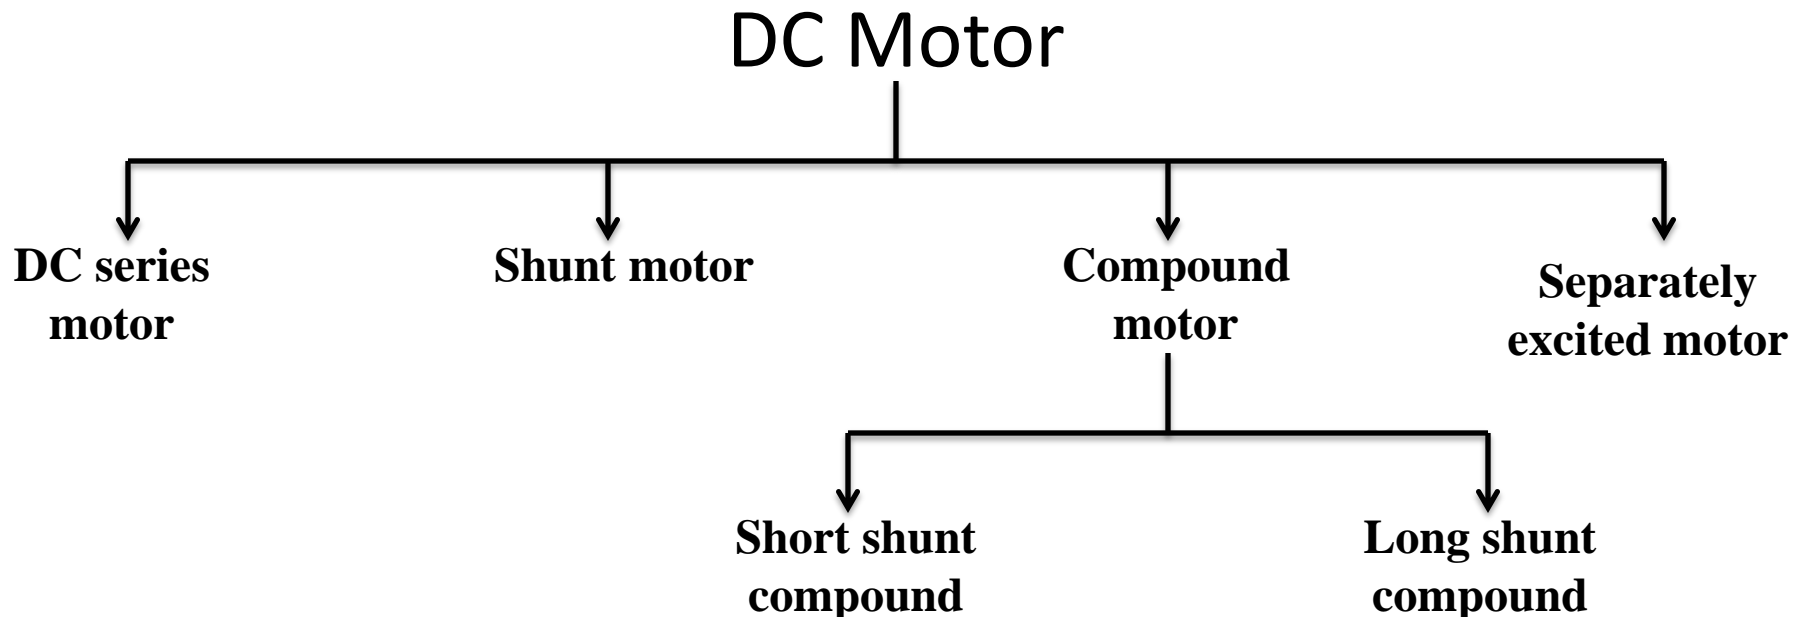 DC Motor
DC series
motor
Shunt motor
Compound
motor
Separately
excited motor
Short shunt
compound
Long shunt
compound